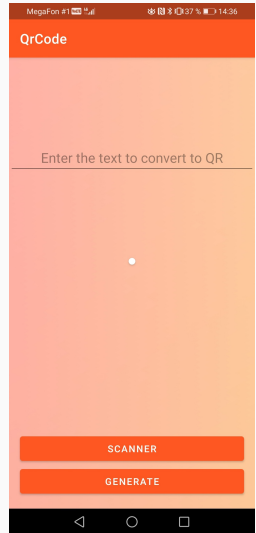 MegaFon #1
37 % 14:36
QrCode
Enter the text to convert to QR
SCANNER
GENERATE